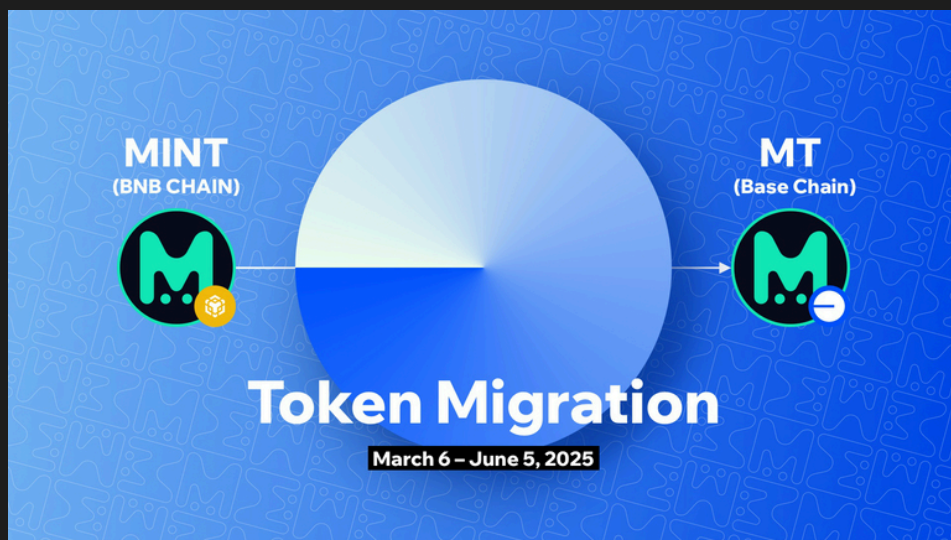 MINT
(BNB CHAIN)
MT
(Base Chain)
Token Migration
March 6 – June 5, 2025